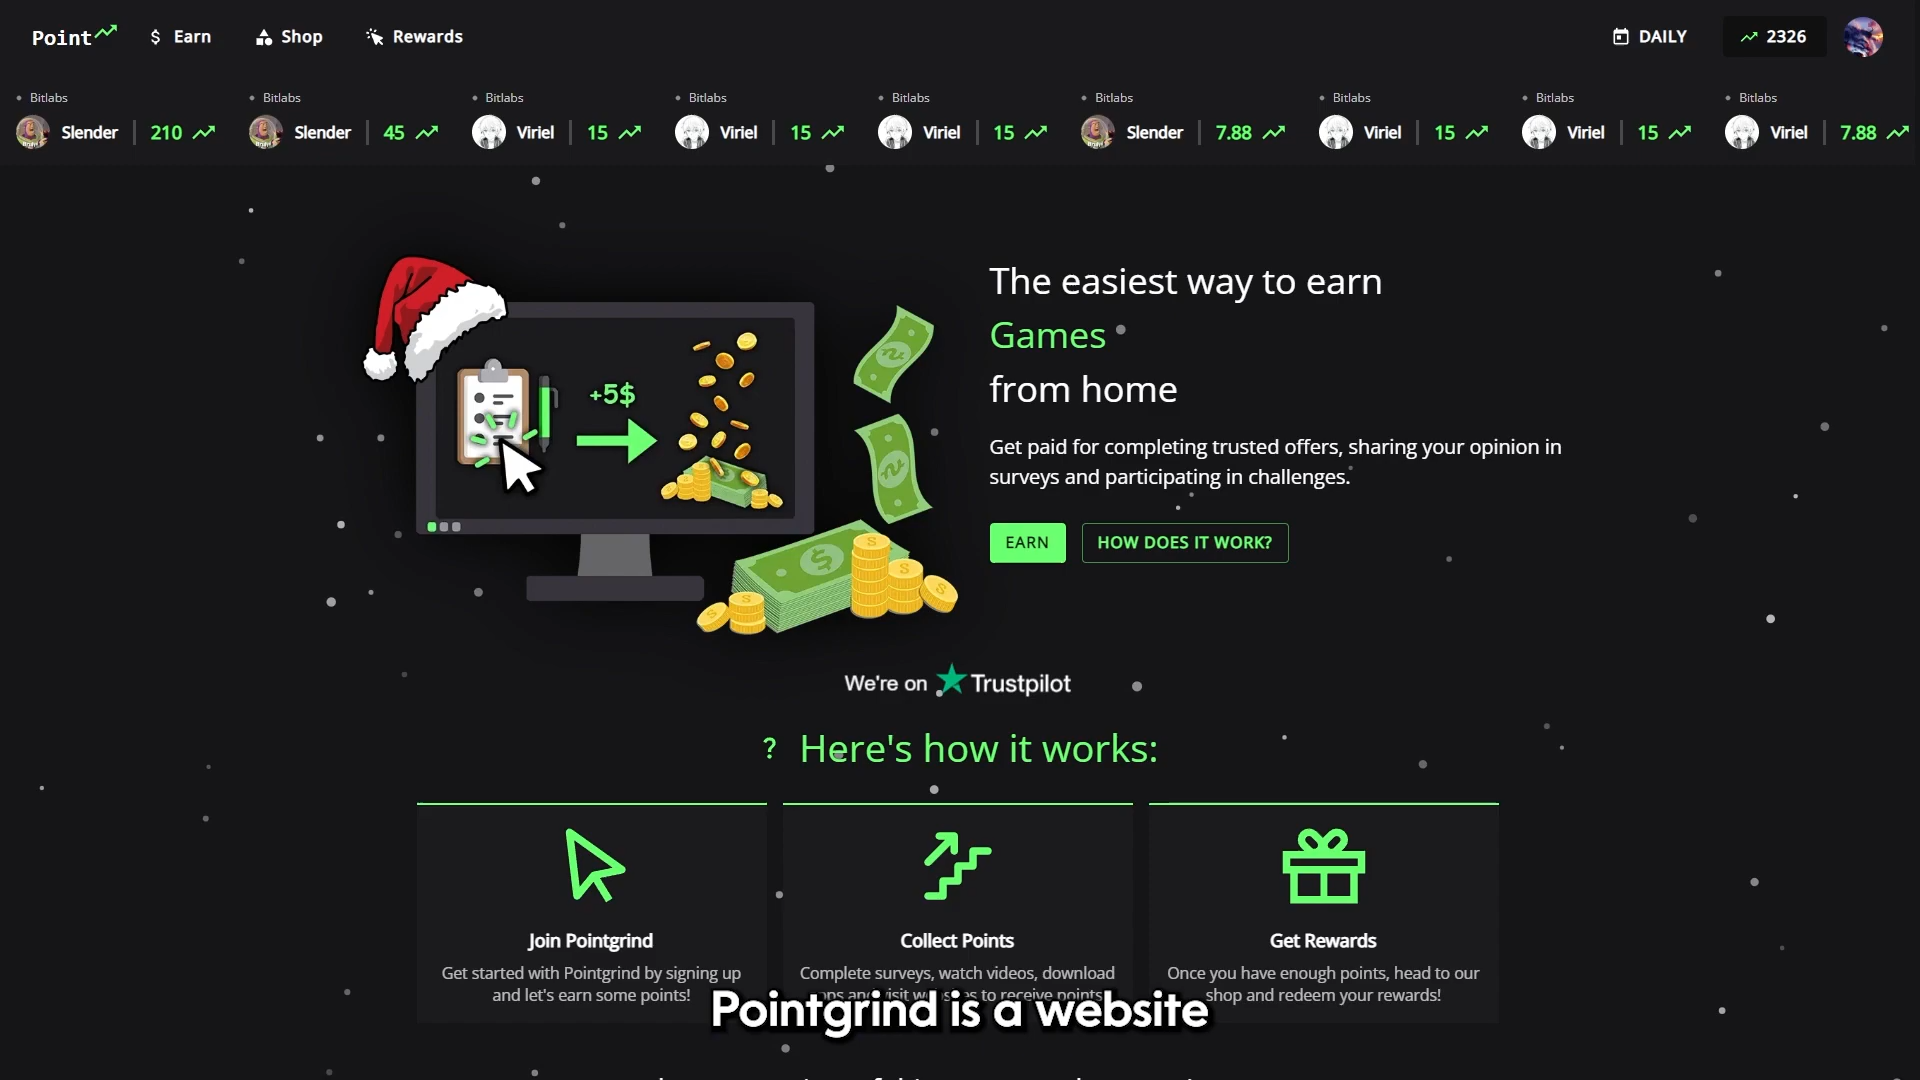 Point
Earn
Shop
Rewards
DAILY
2326
Bitlabs
Slender 210
Bitlabs
Slender 45
Bitlabs
Viriel 15
Bitlabs
Viriel 15
Bitlabs
Viriel 15
Bitlabs
Slender 7.88
Bitlabs
Viriel 15
Bitlabs
Viriel 15
Bitlabs
Viriel 7.88
+5$
The easiest way to earn
Games
from home
Get paid for completing trusted offers, sharing your opinion in
surveys and participating in challenges.
EARN
HOW DOES IT WORK?
We're on Trustpilot
? Here's how it works:
Join Pointgrind
Get started with Pointgrind by signing up
and let's earn some points!
Collect Points
Complete surveys, watch videos, download
to receive points
Get Rewards
Once you have enough points, head to our
shop and redeem your rewards!
Pointgrind is a website